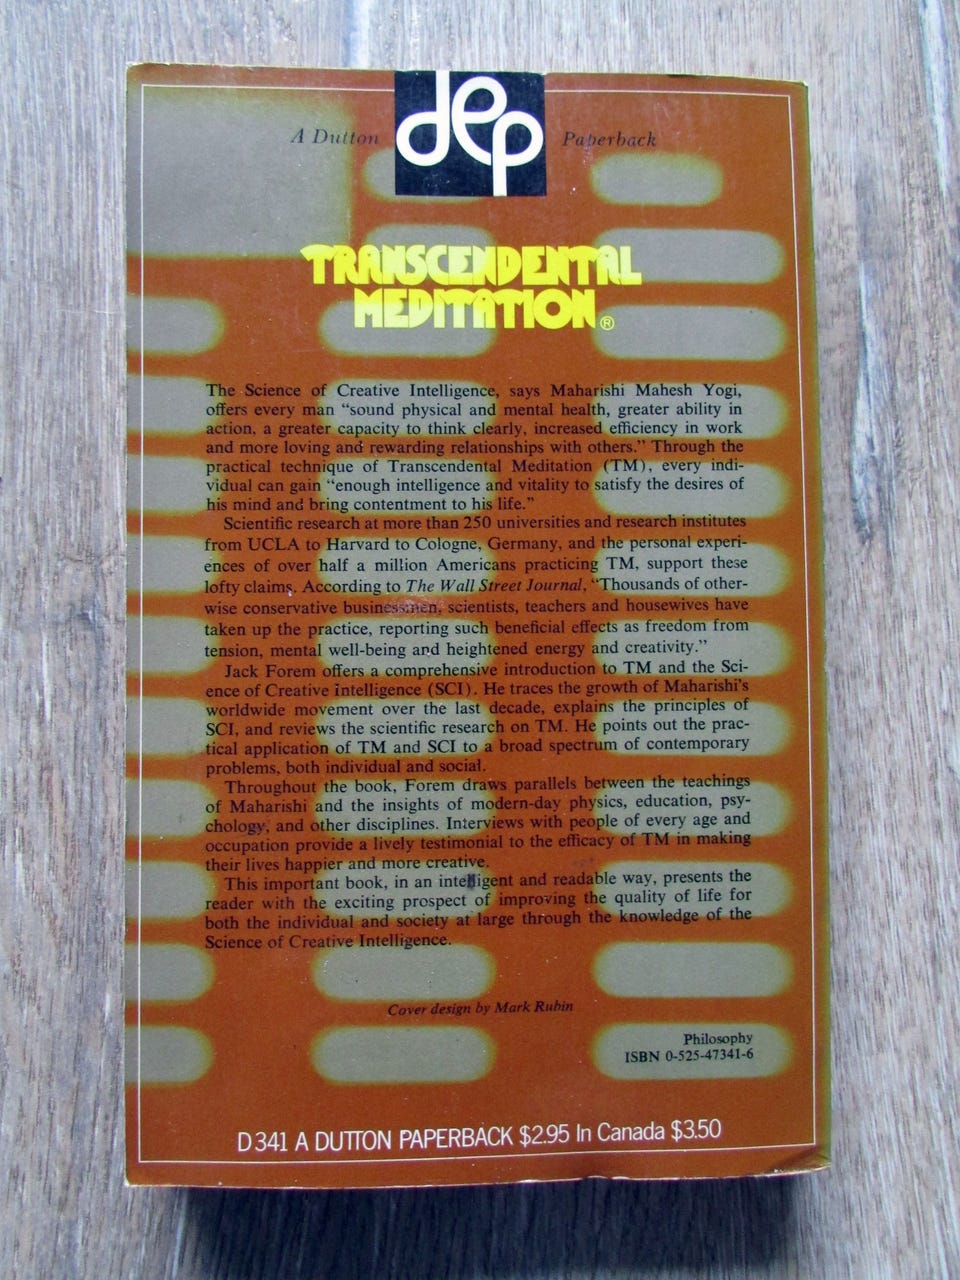 A Dutton dep Paperback
TRANSCENDENTAL
MEDITATION®
The Science of Creative Intelligence, says Maharishi Mahesh Yogi,
offers every man “sound physical and mental health, greater ability in
action, a greater capacity to think clearly, increased efficiency in work
and more loving and rewarding relationships with others.” Through the
practical technique of Transcendental Meditation (TM), every indi-
vidual can gain “enough intelligence and vitality to satisfy the desires of
his mind and bring contentment to his life.”
Scientific research at more than 250 universities and research institutes
from UCLA to Harvard to Cologne, Germany, and the personal experi-
ences of over half a million Americans practicing TM, support these
lofty claims. According to The Wall Street Journal, “Thousands of other-
wise conservative businessmen, scientists, teachers and housewives have
taken up the practice, reporting such beneficial effects as freedom from
tension, mental well-being and heightened energy and creativity.”
Jack Forem offers a comprehensive introduction to TM and the Sci-
ence of Creative Intelligence (SCI). He traces the growth of Maharishi’s
worldwide movement over the last decade, explains the principles of
SCI, and reviews the scientific research on TM. He points out the prac-
tical application of TM and SCI to a broad spectrum of contemporary
problems, both individual and social.
Throughout the book, Forem draws parallels between the teachings
of Maharishi and the insights of modern-day physics, education, psy-
chology, and other disciplines. Interviews with people of every age and
occupation provide a lively testimonial to the efficacy of TM in making
their lives happier and more creative.
This important book, in an intelligent and readable way, presents the
reader with the exciting prospect of improving the quality of life for
both the individual and society at large through the knowledge of the
Science of Creative Intelligence.
Cover design by Mark Rubin
Philosophy
ISBN 0-525-47341-6
D341 A DUTTON PAPERBACK $2.95 In Canada $3.50